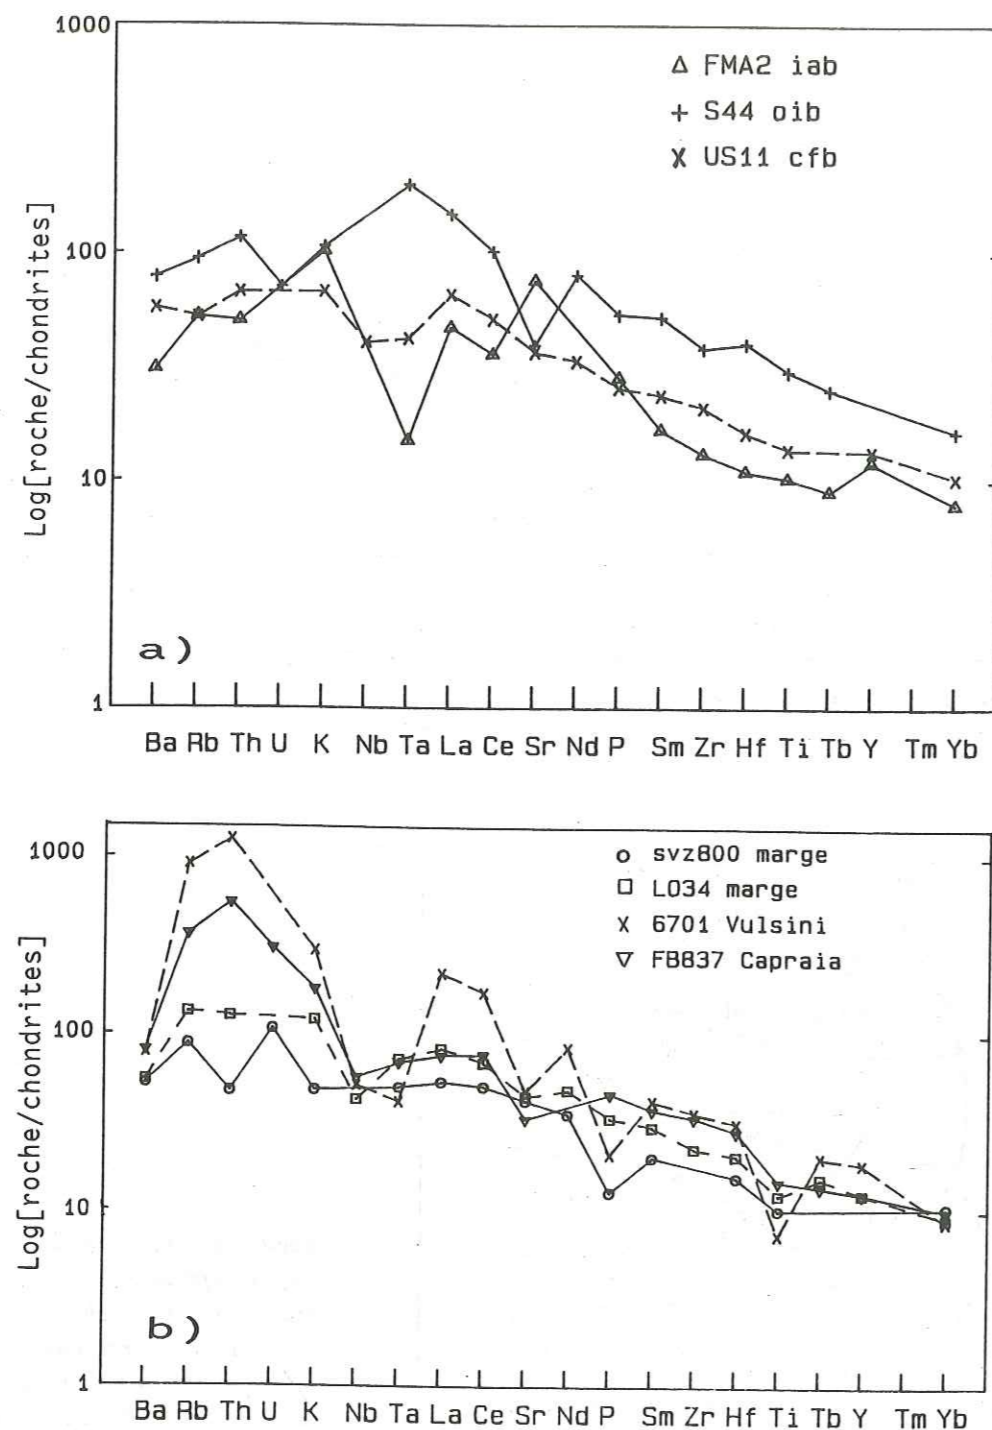 1000
100
10
1
Log[roche/chondrites]
Δ FMA2 iab
+ S44 oib
X US11 cfb
a)
Ba Rb Th U K Nb Ta La Ce Sr Nd P Sm Zr Hf Ti Tb Y Tm Yb
1000
100
10
1
Log[roche/chondrites]
o svz800 marge
□ LO34 marge
X 6701 Vulsini
▽ FB837 Capraia
b)
Ba Rb Th U K Nb Ta La Ce Sr Nd P Sm Zr Hf Ti Tb Y Tm Yb